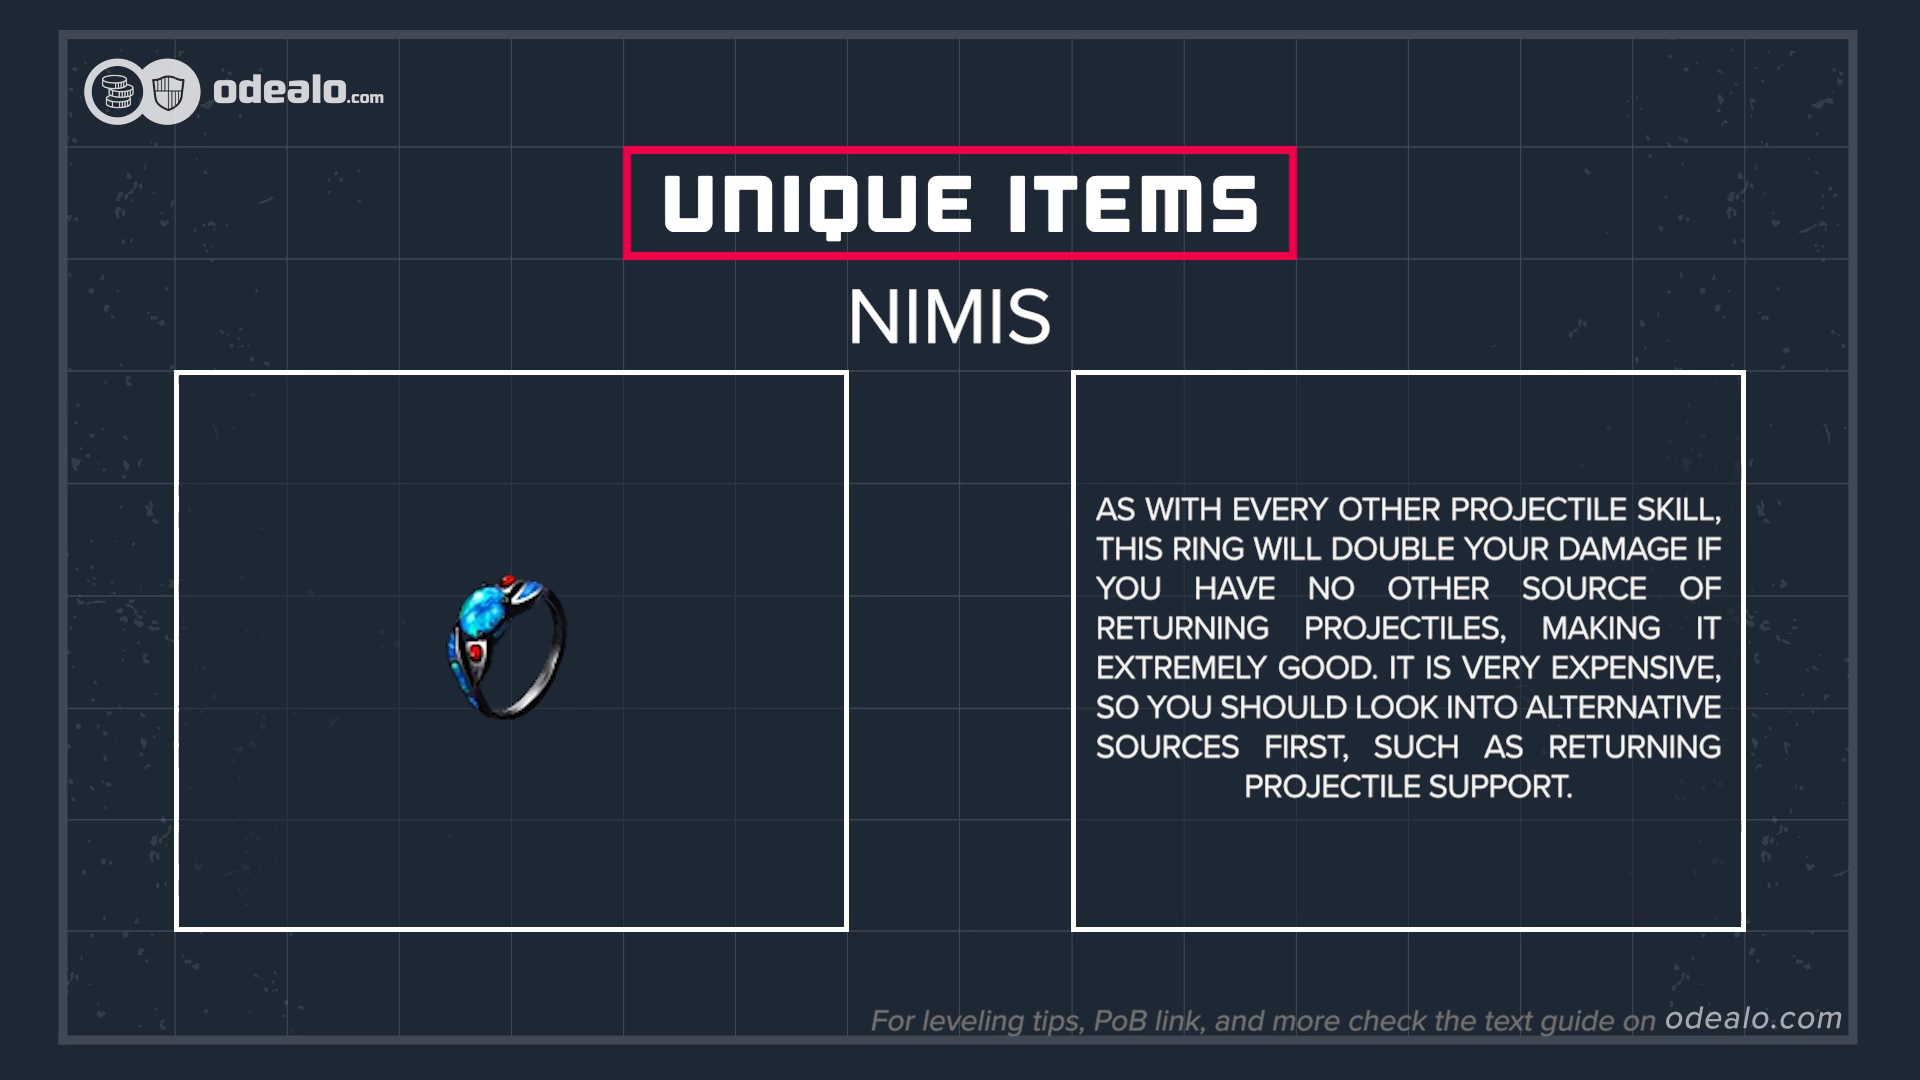 odealo.com
UNIQUE ITEMS
NIMIS
AS WITH EVERY OTHER PROJECTILE SKILL,
THIS RING WILL DOUBLE YOUR DAMAGE IF
YOU HAVE NO OTHER SOURCE OF
RETURNING PROJECTILES, MAKING IT
EXTREMELY GOOD. IT IS VERY EXPENSIVE,
SO YOU SHOULD LOOK INTO ALTERNATIVE
SOURCES FIRST, SUCH AS RETURNING
PROJECTILE SUPPORT.
For leveling tips, PoB link, and more check the text guide on odealo.com